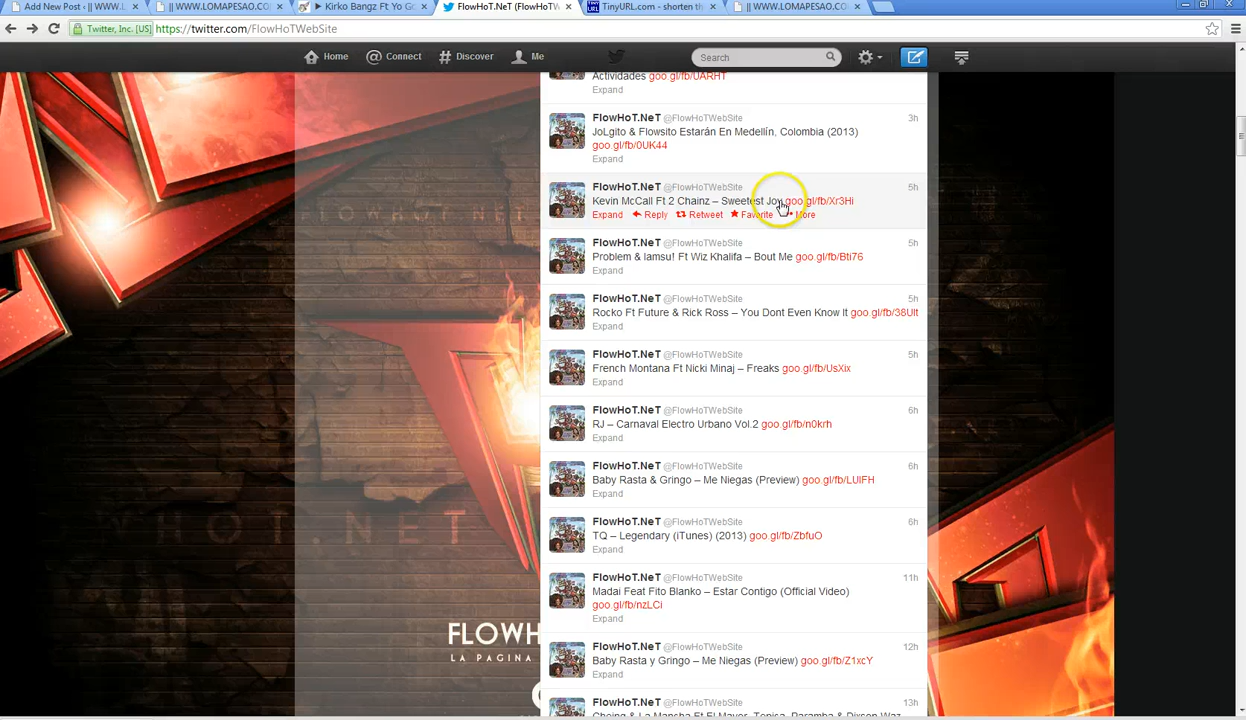 Add New Post ‹ || WWW.L
|| WWW.LOMAPESAO.COM
▶ Kirko Bangz Ft Yo Go
FlowHoT.NeT (FlowHoTWe
TinyURL.com - shorten th
|| WWW.LOMAPESAO.COM
Twitter, Inc. [US] https://twitter.com/FlowHoTWebSite
Home @ Connect # Discover Me Search
Actividades goo.gl/fb/UARHT
Expand
FlowHoT.NeT @FlowHoTWebSite 3h
JoLgito & Flowsito Estarán En Medellín, Colombia (2013)
goo.gl/fb/0UK44
Expand
FlowHoT.NeT @FlowHoTWebSite 5h
Kevin McCall Ft 2 Chainz – Sweetest Joy goo.gl/fb/Xr3Hi
Expand Reply Retweet Favorite More
FlowHoT.NeT @FlowHoTWebSite 5h
Problem & Iamsu! Ft Wiz Khalifa – Bout Me goo.gl/fb/Bti76
Expand
FlowHoT.NeT @FlowHoTWebSite 5h
Rocko Ft Future & Rick Ross – You Dont Even Know It goo.gl/fb/38Ult
Expand
FlowHoT.NeT @FlowHoTWebSite 5h
French Montana Ft Nicki Minaj – Freaks goo.gl/fb/UsXix
Expand
FlowHoT.NeT @FlowHoTWebSite 6h
RJ – Carnaval Electro Urbano Vol.2 goo.gl/fb/n0krh
Expand
FlowHoT.NeT @FlowHoTWebSite 6h
Baby Rasta & Gringo – Me Niegas (Preview) goo.gl/fb/LUIFH
Expand
FlowHoT.NeT @FlowHoTWebSite 6h
TQ – Legendary (iTunes) (2013) goo.gl/fb/ZbfuO
Expand
FlowHoT.NeT @FlowHoTWebSite 11h
Madai Feat Fito Blanko – Estar Contigo (Official Video)
goo.gl/fb/nzLCi
Expand
FlowHoT.NeT @FlowHoTWebSite 12h
Baby Rasta y Gringo – Me Niegas (Preview) goo.gl/fb/Z1xcY
Expand
FlowHoT.NeT @FlowHoTWebSite 13h
HOT.NET
FLOWH
LA PAGINA